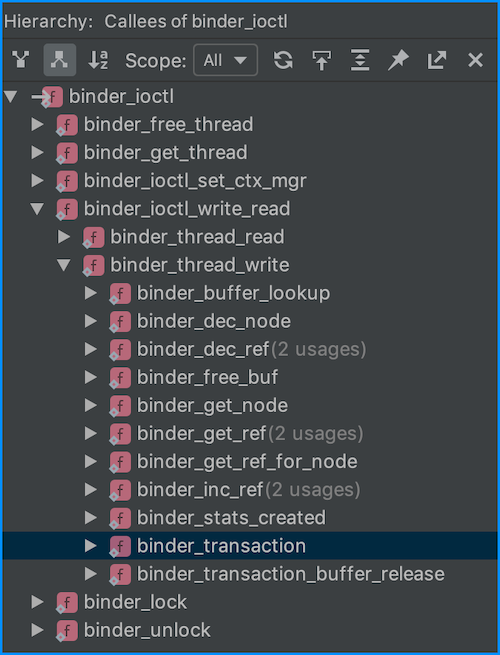 Hierarchy: Callees of binder_ioctl
Scope: All
binder_ioctl
binder_free_thread
binder_get_thread
binder_ioctl_set_ctx_mgr
binder_ioctl_write_read
binder_thread_read
binder_thread_write
binder_buffer_lookup
binder_dec_node
binder_dec_ref(2 usages)
binder_free_buf
binder_get_node
binder_get_ref(2 usages)
binder_get_ref_for_node
binder_inc_ref(2 usages)
binder_stats_created
binder_transaction
binder_transaction_buffer_release
binder_lock
binder_unlock